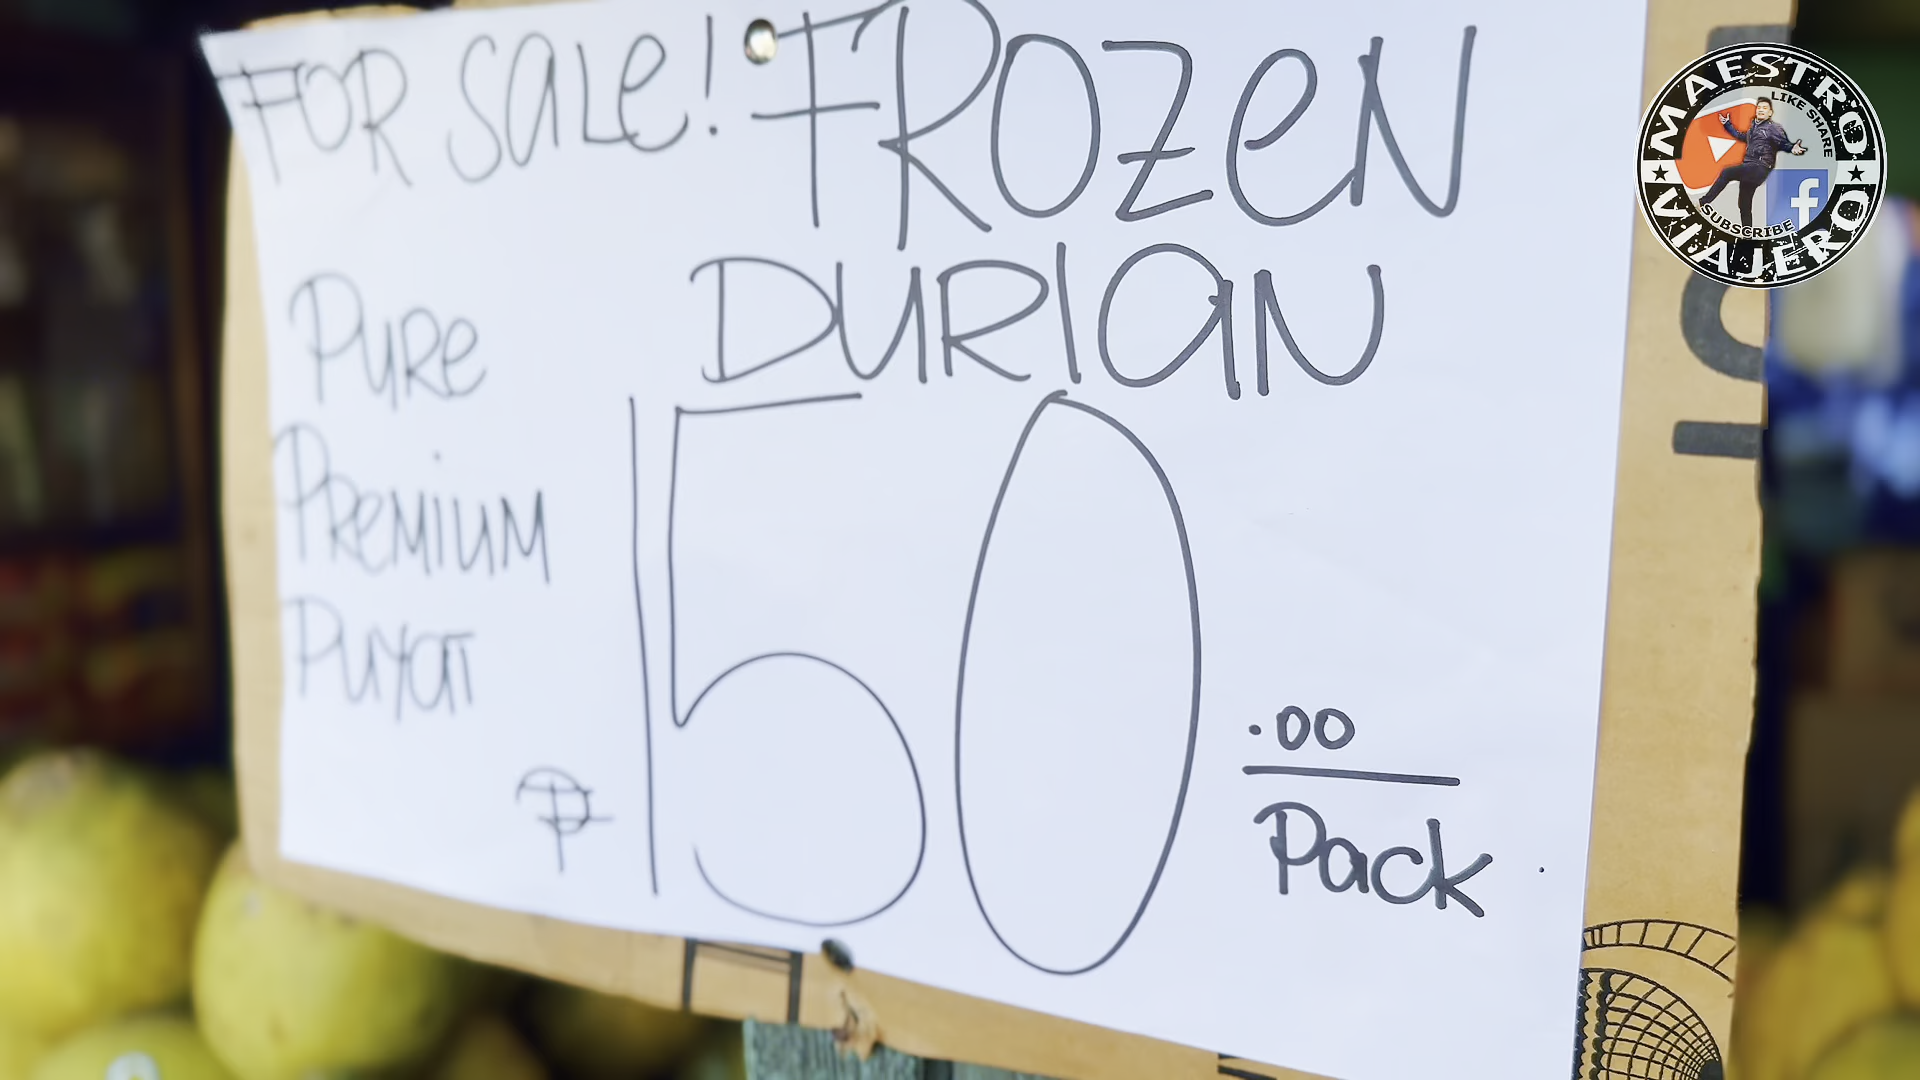 FOR SaLe! FROZeN
DURIaN
PURe
PReMiUM
PUYaT
₱150.00
Pack
MAESTRO
LIKE SHARE
SUBSCRIBE
VIAJERO